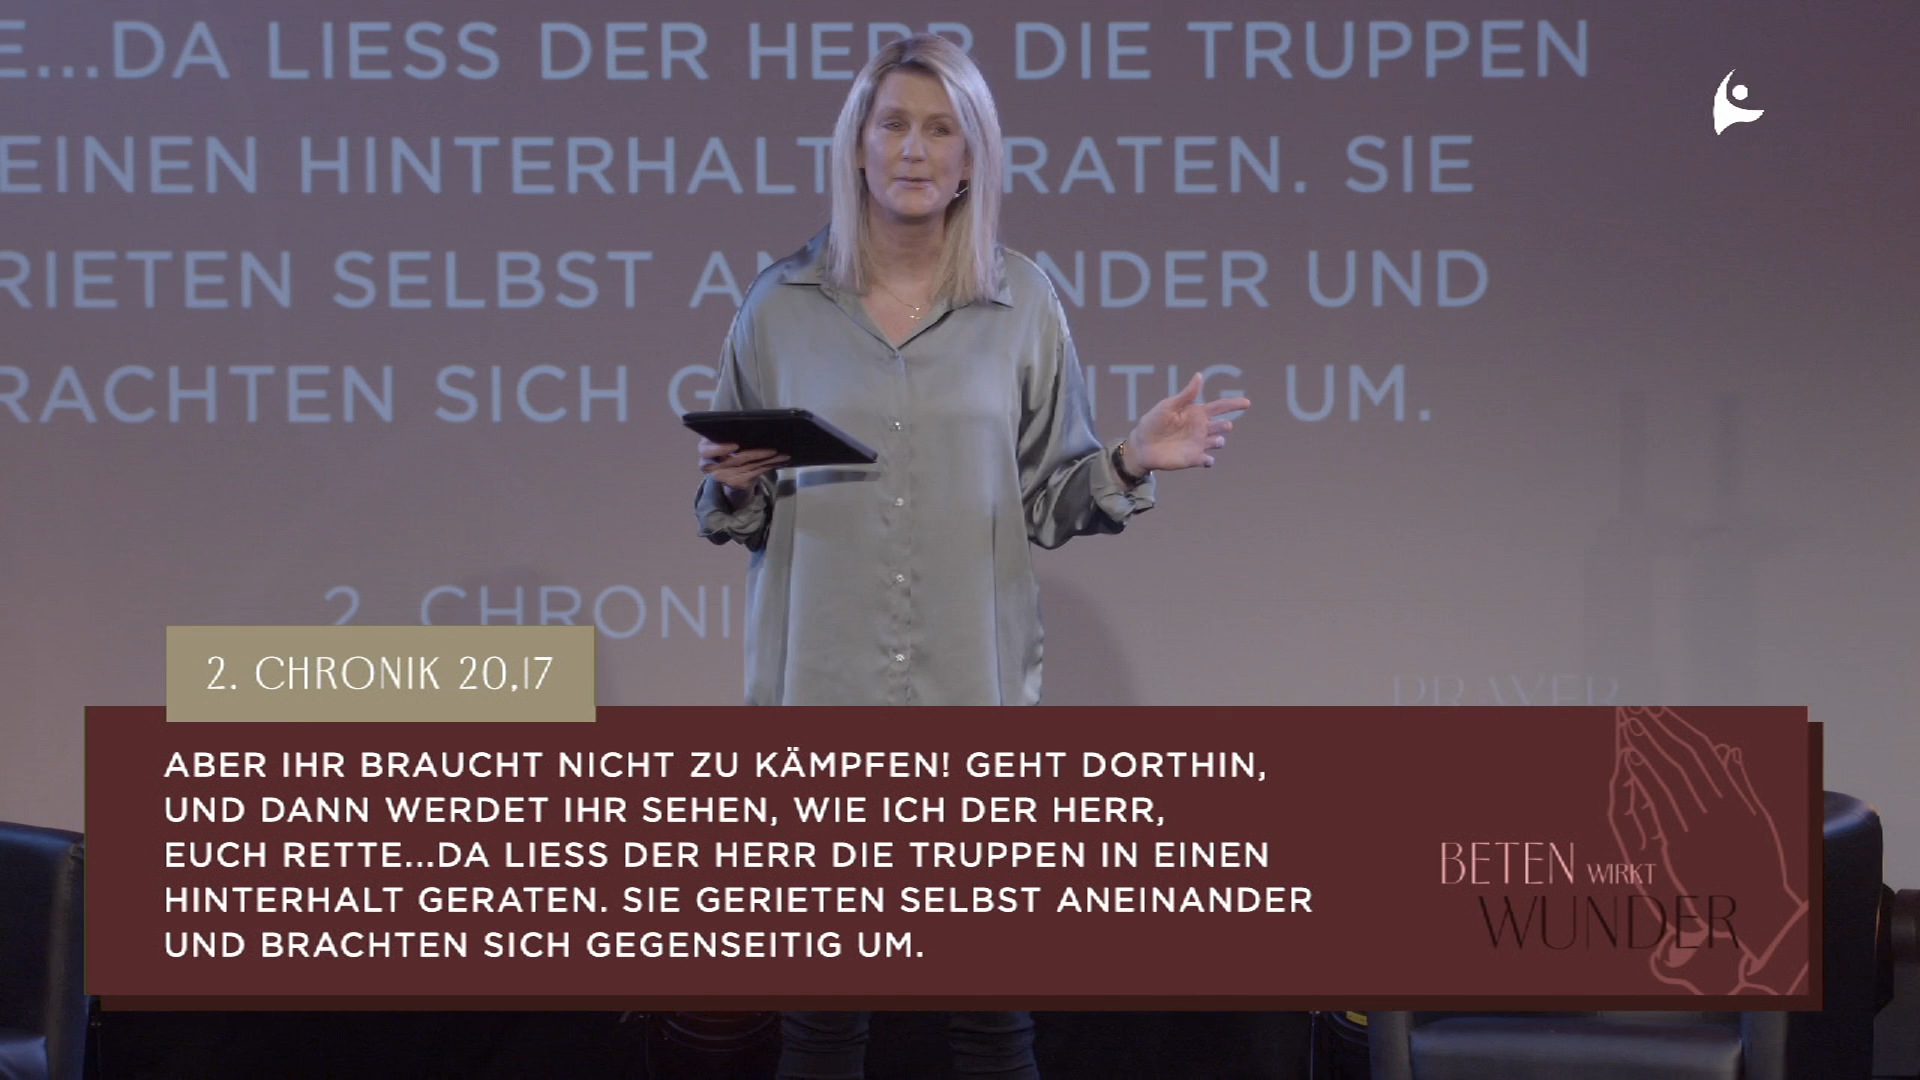 E...DA LIESS DER HERR DIE TRUPPEN
EINEN HINTERHALT RATEN. SIE
RIETEN SELBST A NDER UND
RACHTEN SICH G ITIG UM.
2. CHRONI
PRAYER
2. CHRONIK 20,17
ABER IHR BRAUCHT NICHT ZU KÄMPFEN! GEHT DORTHIN,
UND DANN WERDET IHR SEHEN, WIE ICH DER HERR,
EUCH RETTE...DA LIESS DER HERR DIE TRUPPEN IN EINEN
HINTERHALT GERATEN. SIE GERIETEN SELBST ANEINANDER
UND BRACHTEN SICH GEGENSEITIG UM.
BETEN WIRKT
WUNDER